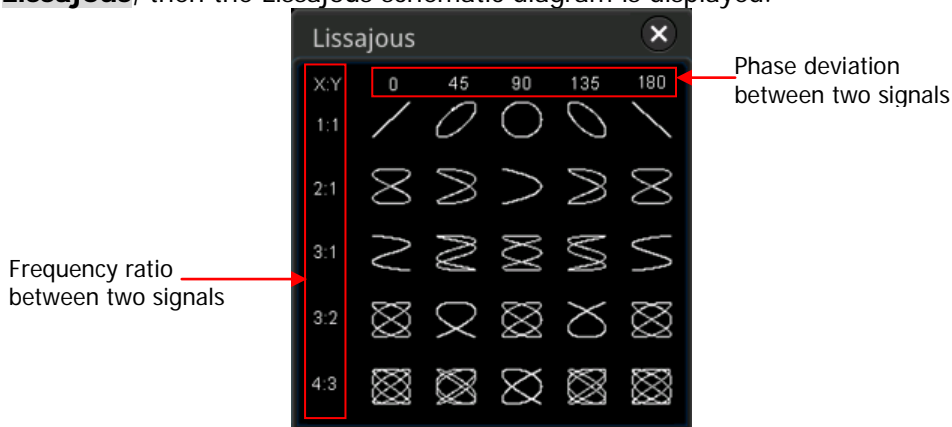 Lissajous, then the Lissajous schematic diagram is displayed.
Lissajous
X:Y 0 45 90 135 180
Phase deviation
between two signals
1:1
2:1
3:1
Frequency ratio
between two signals
3:2
4:3